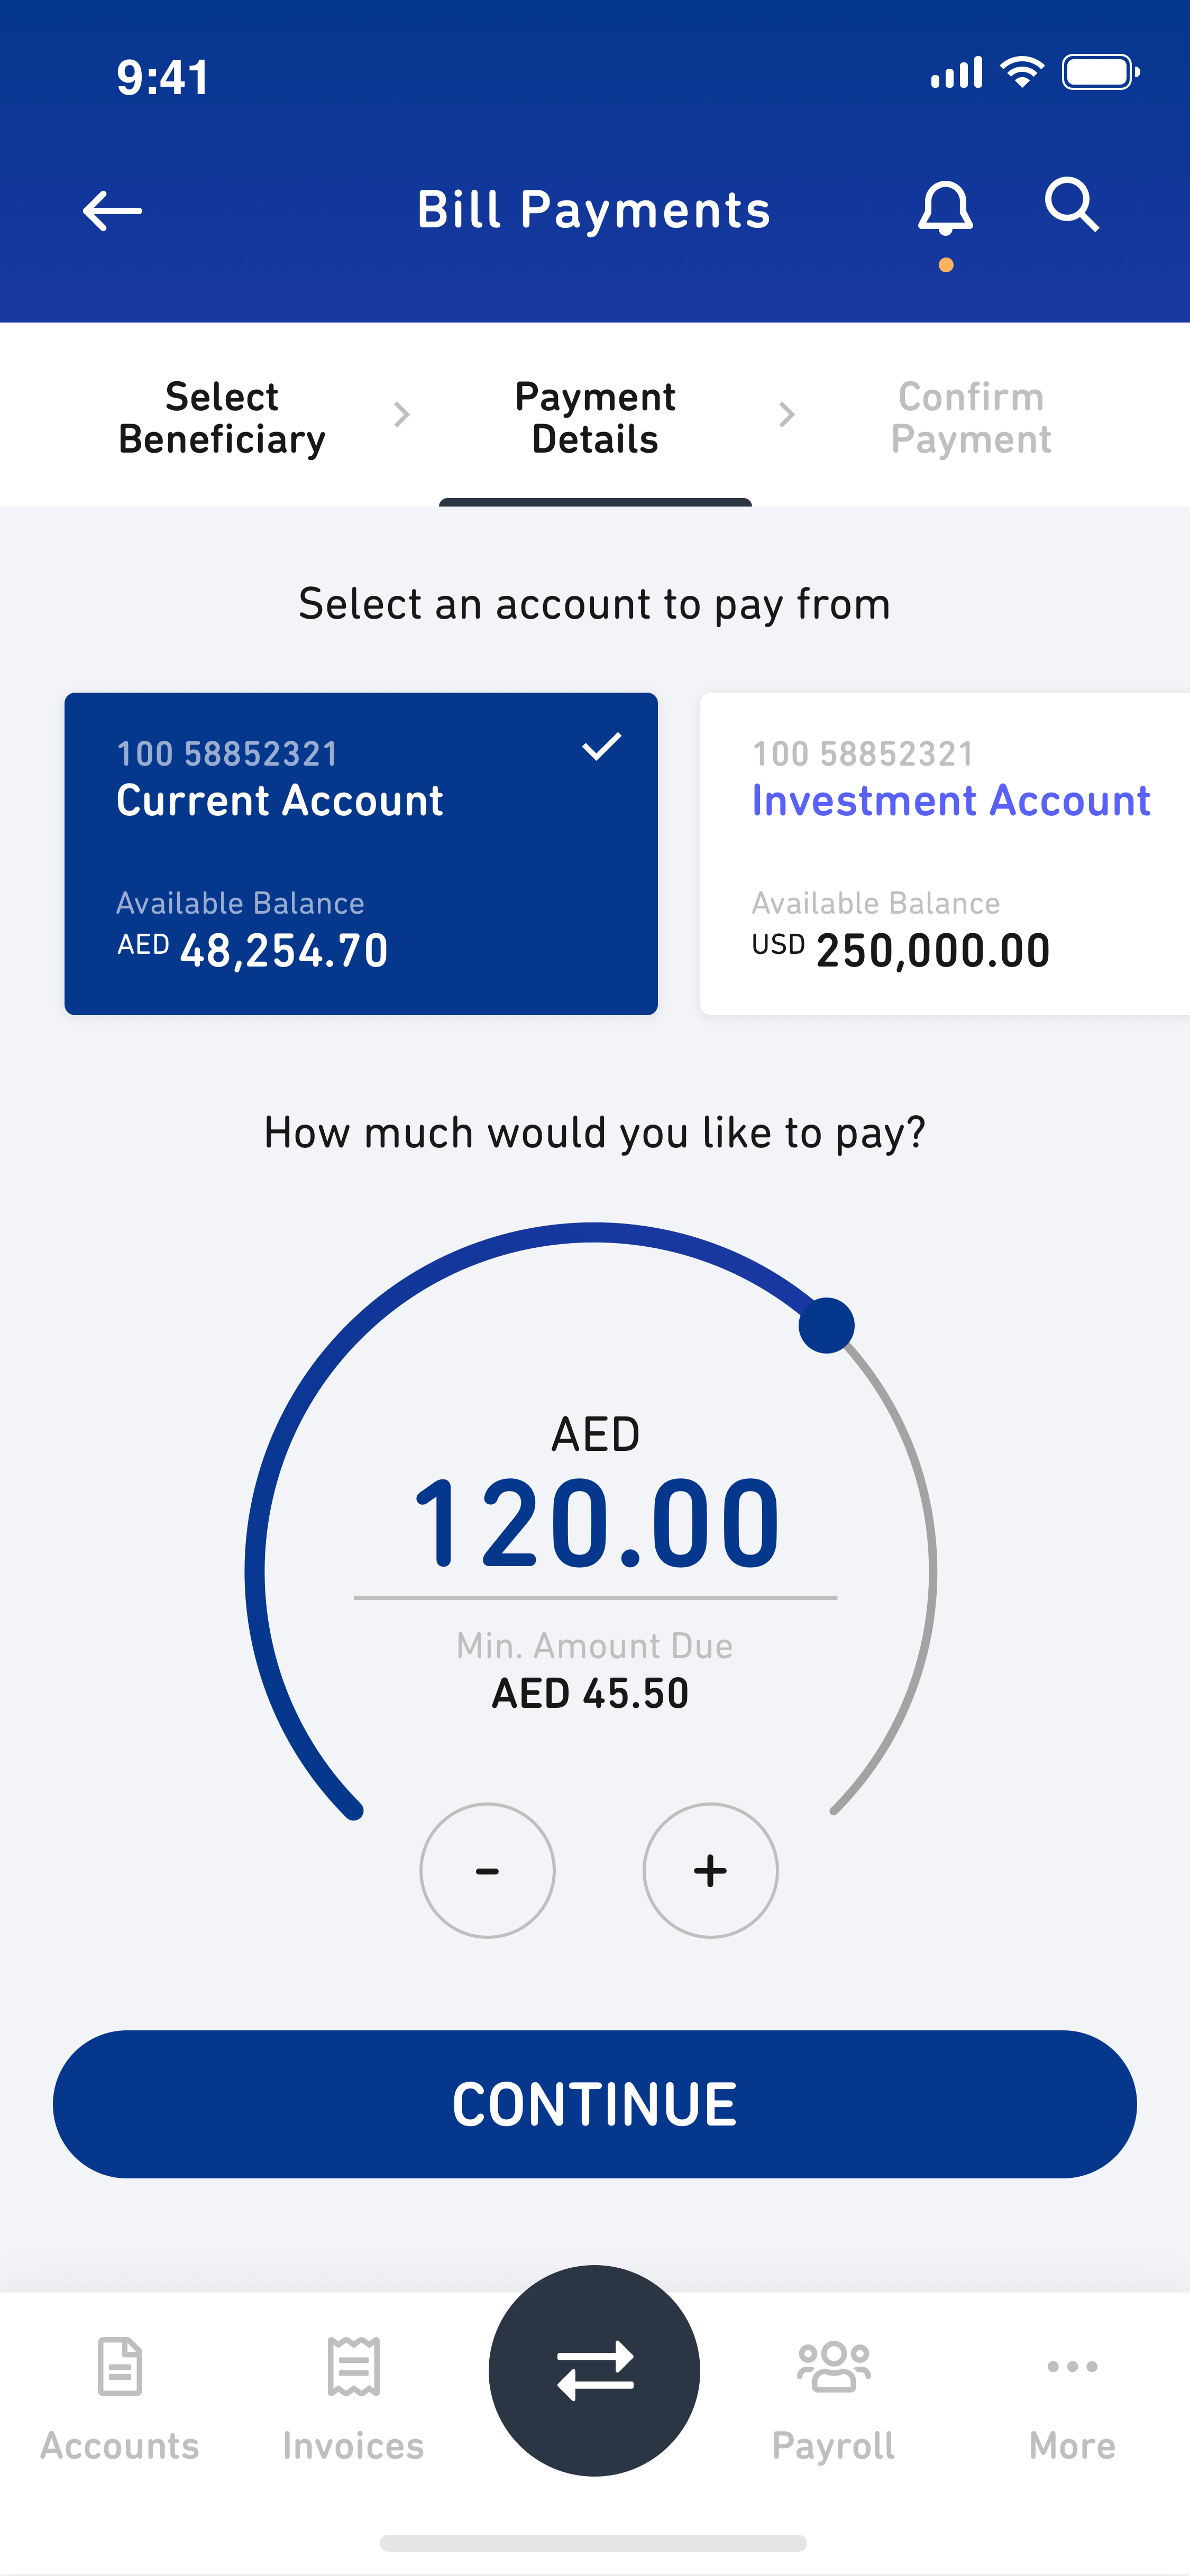 9:41
Bill Payments
Select
Beneficiary
Payment
Details
Confirm
Payment
Select an account to pay from
100 58852321
Current Account
Available Balance
AED 48,254.70
100 58852321
Investment Account
Available Balance
USD 250,000.00
How much would you like to pay?
AED
120.00
Min. Amount Due
AED 45.50
- +
CONTINUE
Accounts
Invoices
Payroll
More